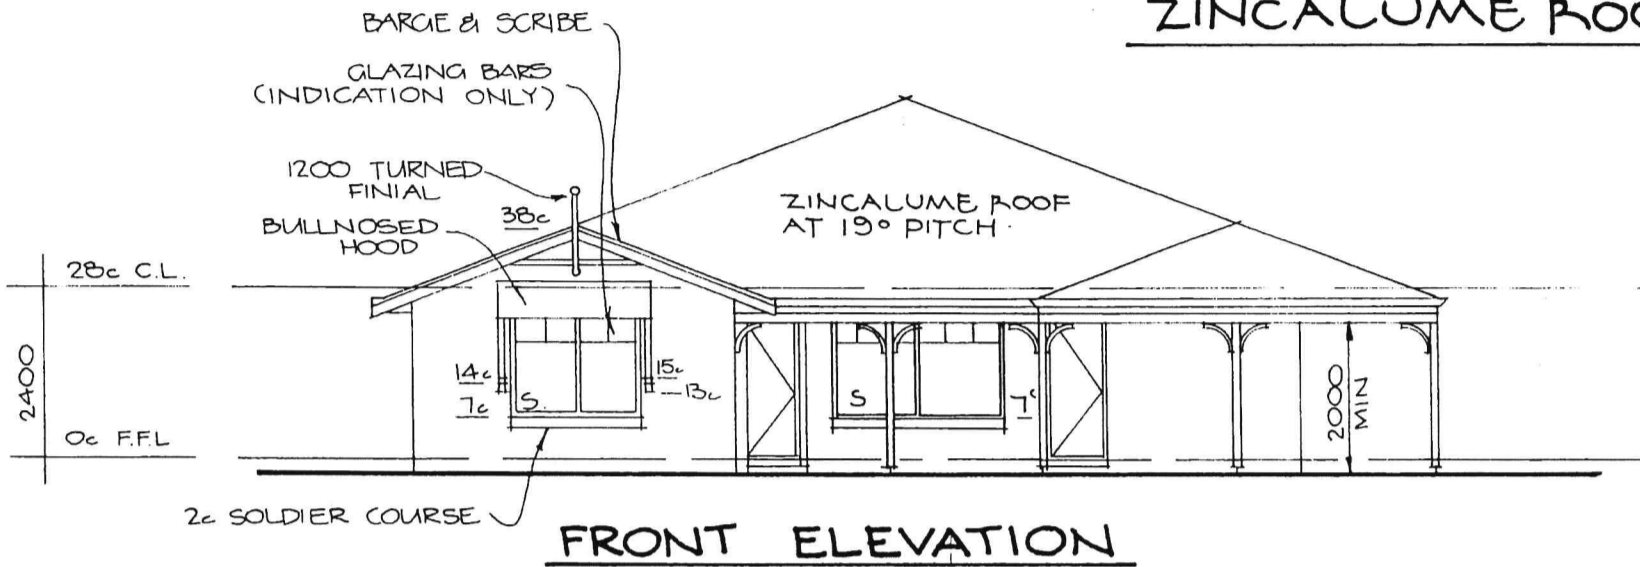 ZINCALUME ROO
BARGE & SCRIBE
GLAZING BARS
(INDICATION ONLY)
1200 TURNED
FINIAL
38c
BULLNOSED
HOOD
ZINCALUME ROOF
AT 19° PITCH
28c C.L.
2400
14c
15c
13c
7c
S
S
7c
2000
MIN
0c F.F.L
2c SOLDIER COURSE
FRONT ELEVATION